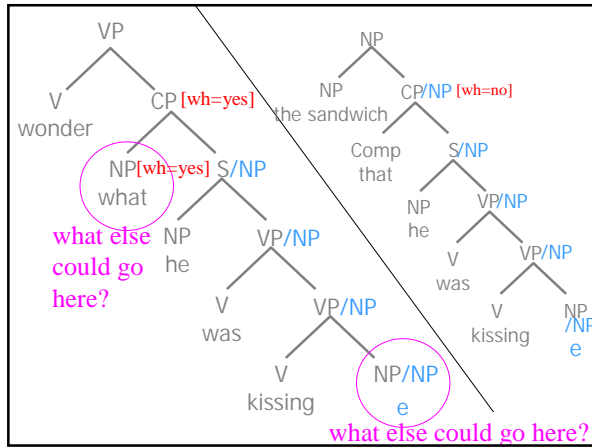 VP
V
wonder
CP [wh=yes]
NP[wh=yes]
what
S/NP
what else
could go
here?
NP
he
VP/NP
V
was
VP/NP
V
kissing
NP/NP
e
what else could go here?
NP
NP
the sandwich
CP/NP [wh=no]
Comp
that
S/NP
NP
he
VP/NP
V
was
VP/NP
V
kissing
NP
/NP
e